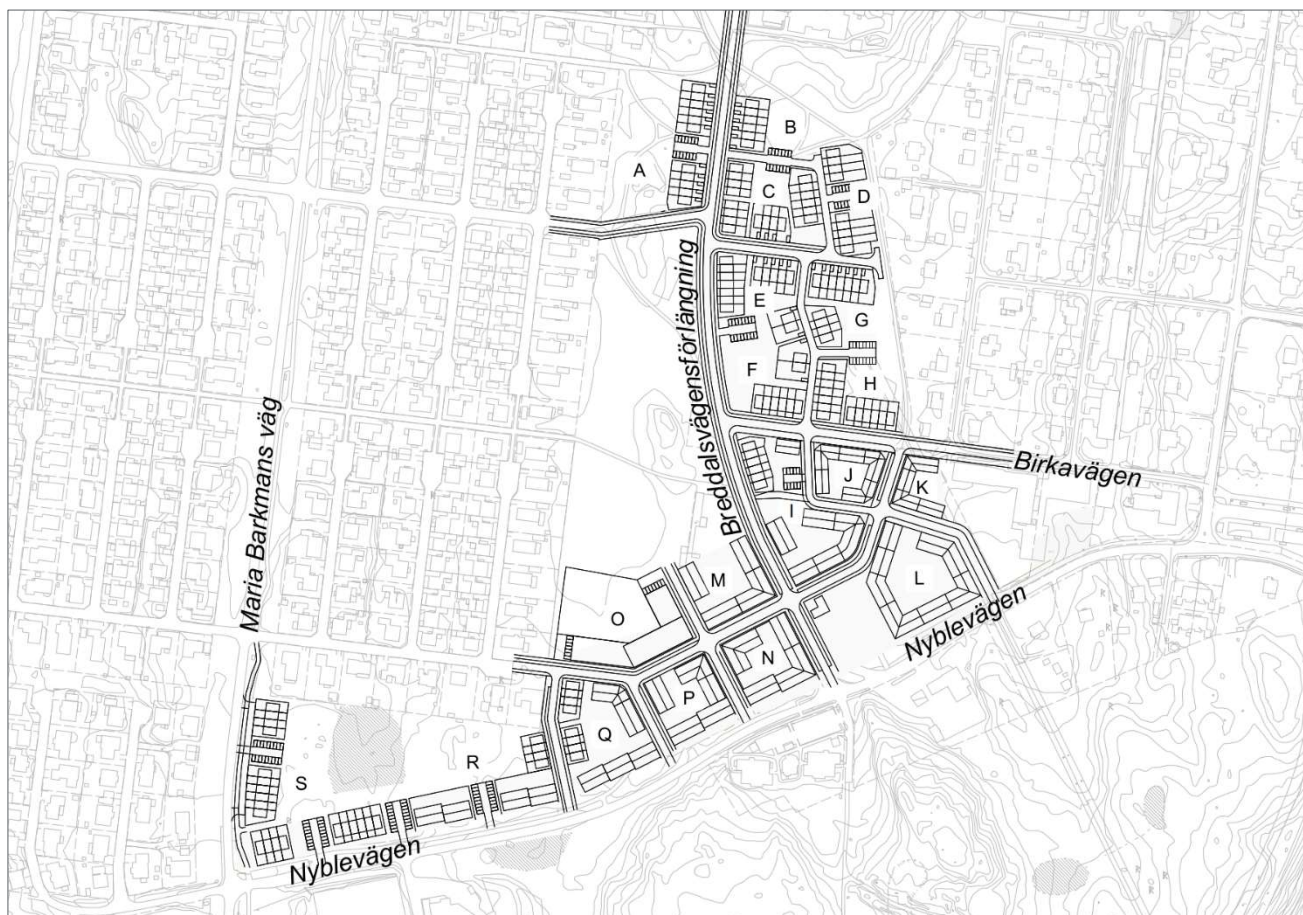 A
B
C
D
E
F
G
H
I
J
K
L
M
N
O
P
Q
R
S
Breddalsvägensförlängning
Maria Barkmans väg
Birkavägen
Nyblevägen
Nyblevägen